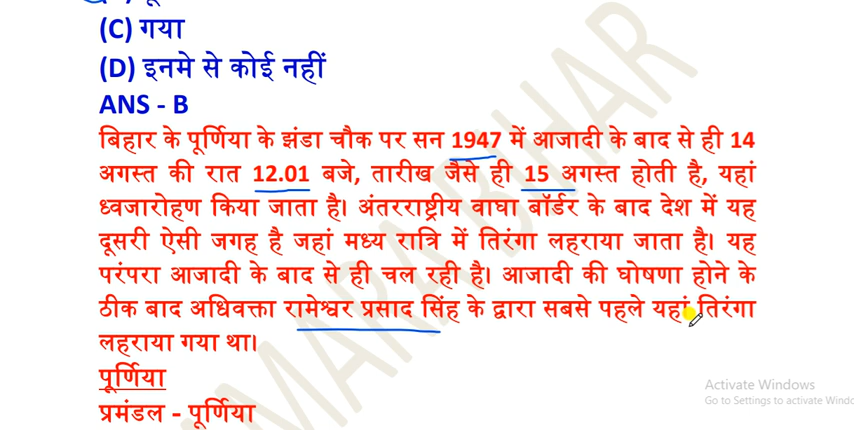 (C) गया
(D) इनमे से कोई नहीं
ANS - B
बिहार के पूर्णिया के झंडा चौक पर सन 1947 में आजादी के बाद से ही 14
अगस्त की रात 12.01 बजे, तारीख जैसे ही 15 अगस्त होती है, यहां
ध्वजारोहण किया जाता है। अंतरराष्ट्रीय वाघा बॉर्डर के बाद देश में यह
दूसरी ऐसी जगह है जहां मध्य रात्रि में तिरंगा लहराया जाता है। यह
परंपरा आजादी के बाद से ही चल रही है। आजादी की घोषणा होने के
ठीक बाद अधिवक्ता रामेश्वर प्रसाद सिंह के द्वारा सबसे पहले यहां तिरंगा
लहराया गया था।
पूर्णिया
प्रमंडल - पूर्णिया
MARA BIHAR
Activate Windows
Go to Settings to activate Windo